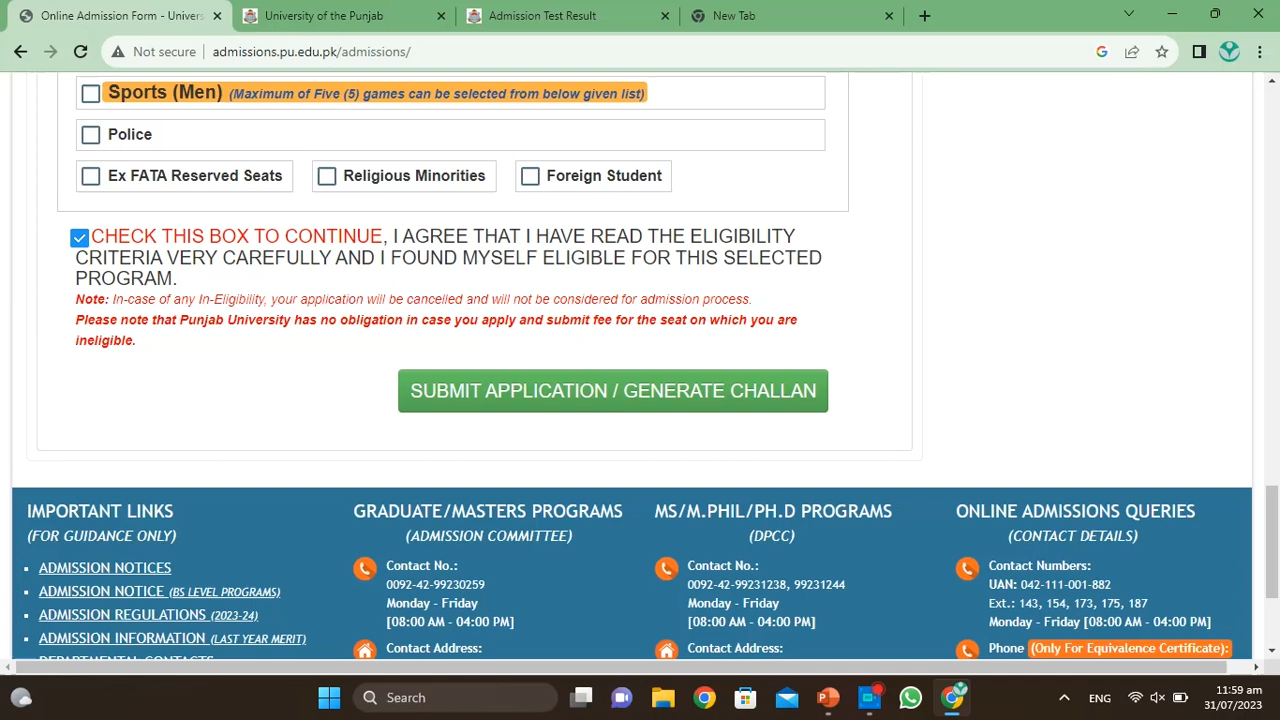 Online Admission Form - Univers
University of the Punjab
Admission Test Result
New Tab
Not secure
admissions.pu.edu.pk/admissions/
Sports (Men) (Maximum of Five (5) games can be selected from below given list)
Police
Ex FATA Reserved Seats
Religious Minorities
Foreign Student
CHECK THIS BOX TO CONTINUE, I AGREE THAT I HAVE READ THE ELIGIBILITY
CRITERIA VERY CAREFULLY AND I FOUND MYSELF ELIGIBLE FOR THIS SELECTED
PROGRAM.
Note: In-case of any In-Eligibility, your application will be cancelled and will not be considered for admission process.
Please note that Punjab University has no obligation in case you apply and submit fee for the seat on which you are
ineligible.
SUBMIT APPLICATION / GENERATE CHALLAN
IMPORTANT LINKS
(FOR GUIDANCE ONLY)
ADMISSION NOTICES
ADMISSION NOTICE (BS LEVEL PROGRAMS)
ADMISSION REGULATIONS (2023-24)
ADMISSION INFORMATION (LAST YEAR MERIT)
DEPARTMENTAL CONTACTS
GRADUATE/MASTERS PROGRAMS
(ADMISSION COMMITTEE)
Contact No.:
0092-42-99230259
Monday - Friday
[08:00 AM - 04:00 PM]
Contact Address:
MS/M.PHIL/PH.D PROGRAMS
(DPCC)
Contact No.:
0092-42-99231238, 99231244
Monday - Friday
[08:00 AM - 04:00 PM]
Contact Address:
ONLINE ADMISSIONS QUERIES
(CONTACT DETAILS)
Contact Numbers:
UAN: 042-111-001-882
Ext.: 143, 154, 173, 175, 187
Monday - Friday [08:00 AM - 04:00 PM]
Phone (Only For Equivalence Certificate):
Search
ENG
11:59 am
31/07/2023